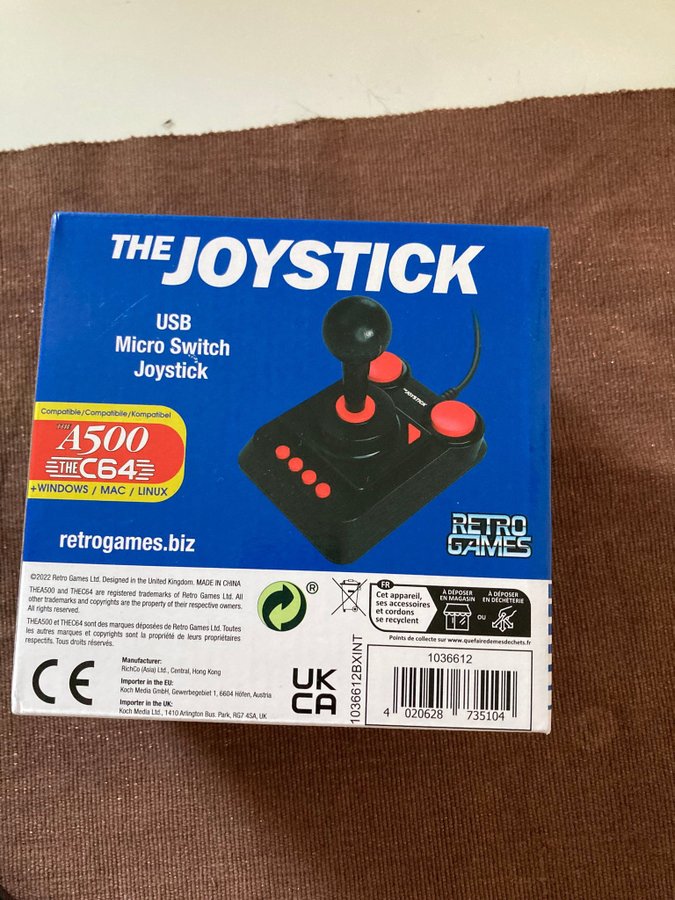 THE JOYSTICK
USB
Micro Switch
Joystick
THE JOYSTICK
Compatible/Compatibile/Kompatibel
THE A500
THE C64
+WINDOWS / MAC / LINUX
retrogames.biz
RETRO
GAMES
©2022 Retro Games Ltd. Designed in the United Kingdom. MADE IN CHINA
THEA500 and THEC64 are registered trademarks of Retro Games Ltd. All
other trademarks and copyrights are the property of their respective owners.
All rights reserved.
THEA500 et THEC64 sont des marques déposées de Retro Games Ltd. Toutes
les autres marques et copyrights sont la propriété de leurs propriétaires
respectifs. Tous droits réservés.
®
FR
Cet appareil,
ses accessoires
et cordons
se recyclent
À DÉPOSER
EN MAGASIN
OU
À DÉPOSER
EN DÉCHÈTERIE
Points de collecte sur www.quefairedemesdechets.fr
CE
Manufacturer:
RichCo (Asia) Ltd., Central, Hong Kong
Importer in the EU:
Koch Media GmbH, Gewerbegebiet 1, 6604 Höfen, Austria
Importer in the UK:
Koch Media Ltd., 1410 Arlington Bus. Park, RG7 4SA, UK
UK
CA
1036612BXINT
1036612
4 020628 735104